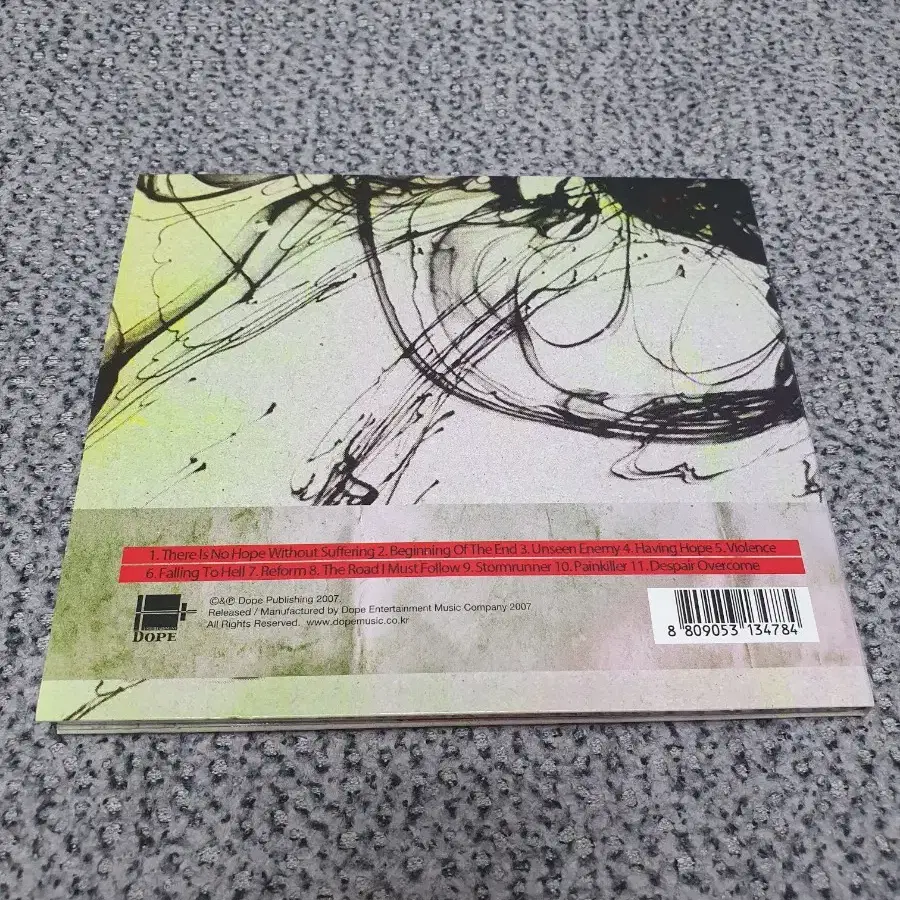 1. There Is No Hope Without Suffering 2. Beginning Of The End 3. Unseen Enemy 4. Having Hope 5. Violence
6. Falling To Hell 7. Reform 8. The Road I Must Follow 9. Stormrunner 10. Painkiller 11. Despair Overcome
©&℗ Dope Publishing 2007.
Released / Manufactured by Dope Entertainment Music Company 2007
All Rights Reserved. www.dopemusic.co.kr
DOPE
8 809053 134784